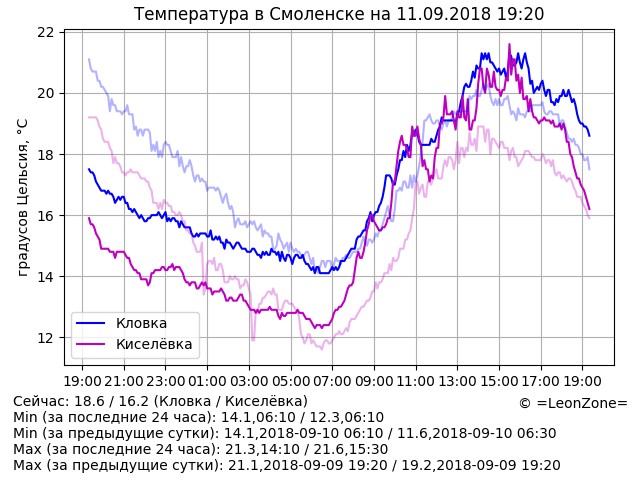 Температура в Смоленске на 11.09.2018 19:20
22
20
18
16
14
12
градусов Цельсия, °C
Кловка
Киселёвка
19:00 21:00 23:00 01:00 03:00 05:00 07:00 09:00 11:00 13:00 15:00 17:00 19:00
Сейчас: 18.6 / 16.2 (Кловка / Киселёвка)
© =LeonZone=
Min (за последние 24 часа): 14.1,06:10 / 12.3,06:10
Min (за предыдущие сутки): 14.1,2018-09-10 06:10 / 11.6,2018-09-10 06:30
Max (за последние 24 часа): 21.3,14:10 / 21.6,15:30
Max (за предыдущие сутки): 21.1,2018-09-09 19:20 / 19.2,2018-09-09 19:20